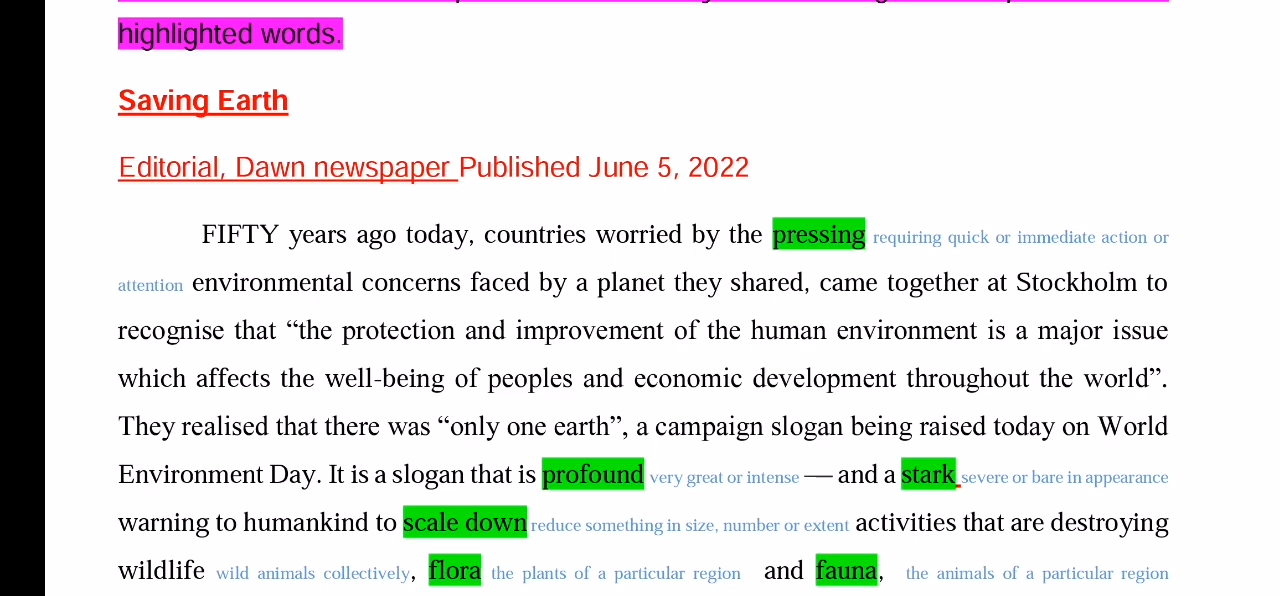 highlighted words.
Saving Earth
Editorial, Dawn newspaper Published June 5, 2022
FIFTY years ago today, countries worried by the pressing requiring quick or immediate action or
attention environmental concerns faced by a planet they shared, came together at Stockholm to
recognise that “the protection and improvement of the human environment is a major issue
which affects the well-being of peoples and economic development throughout the world”.
They realised that there was “only one earth”, a campaign slogan being raised today on World
Environment Day. It is a slogan that is profound very great or intense — and a stark severe or bare in appearance
warning to humankind to scale down reduce something in size, number or extent activities that are destroying
wildlife wild animals collectively, flora the plants of a particular region and fauna, the animals of a particular region